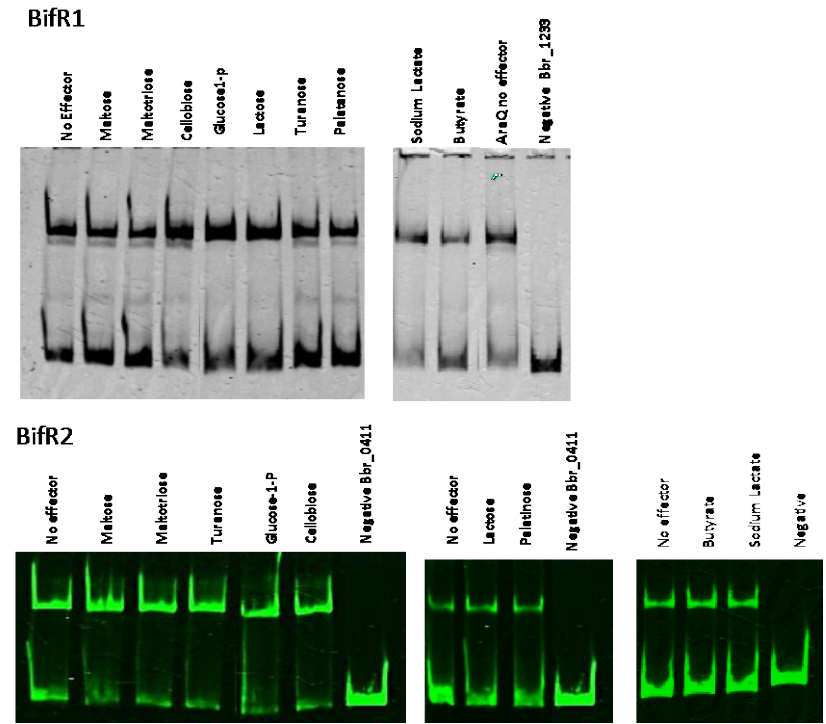 BifR1
No Effector
Maltose
Maltotriose
Cellobiose
Glucose1-p
Lactose
Turanose
Palatanose
Sodium Lactate
Butyrate
AraQ no effector
Negative Bbr_1233
BifR2
No effector
Maltose
Maltotriose
Turanose
Glucose-1-P
Cellobiose
Negative Bbr_0411
No effector
Lactose
Palatinose
Negative Bbr_0411
No effector
Butyrate
Sodium Lactate
Negative